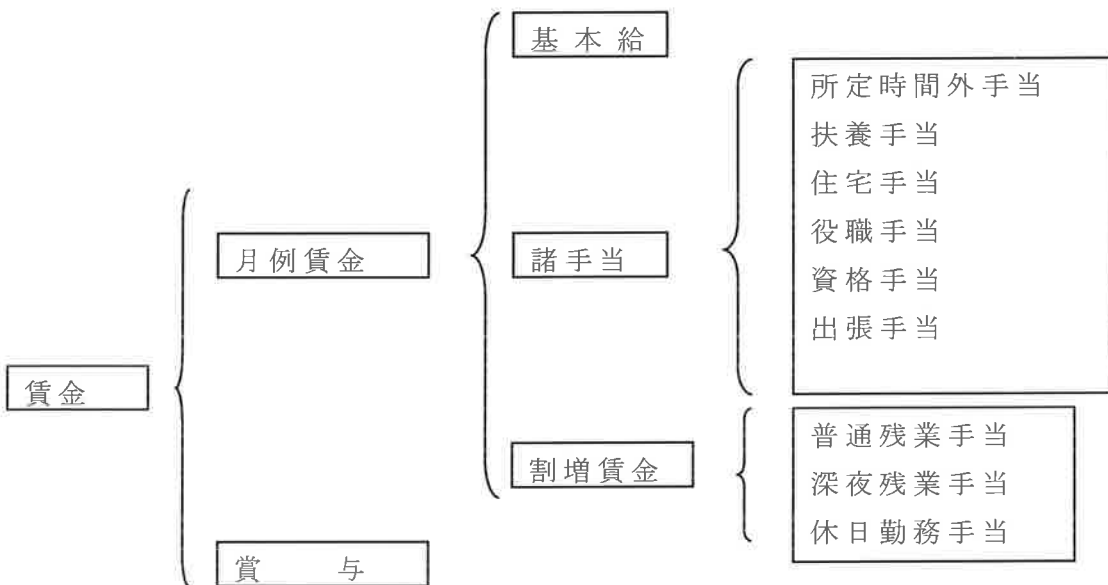 基本給
所定時間外手当
扶養手当
住宅手当
役職手当
資格手当
出張手当
月例賃金
諸手当
賃金
割増賃金
普通残業手当
深夜残業手当
休日勤務手当
賞 与